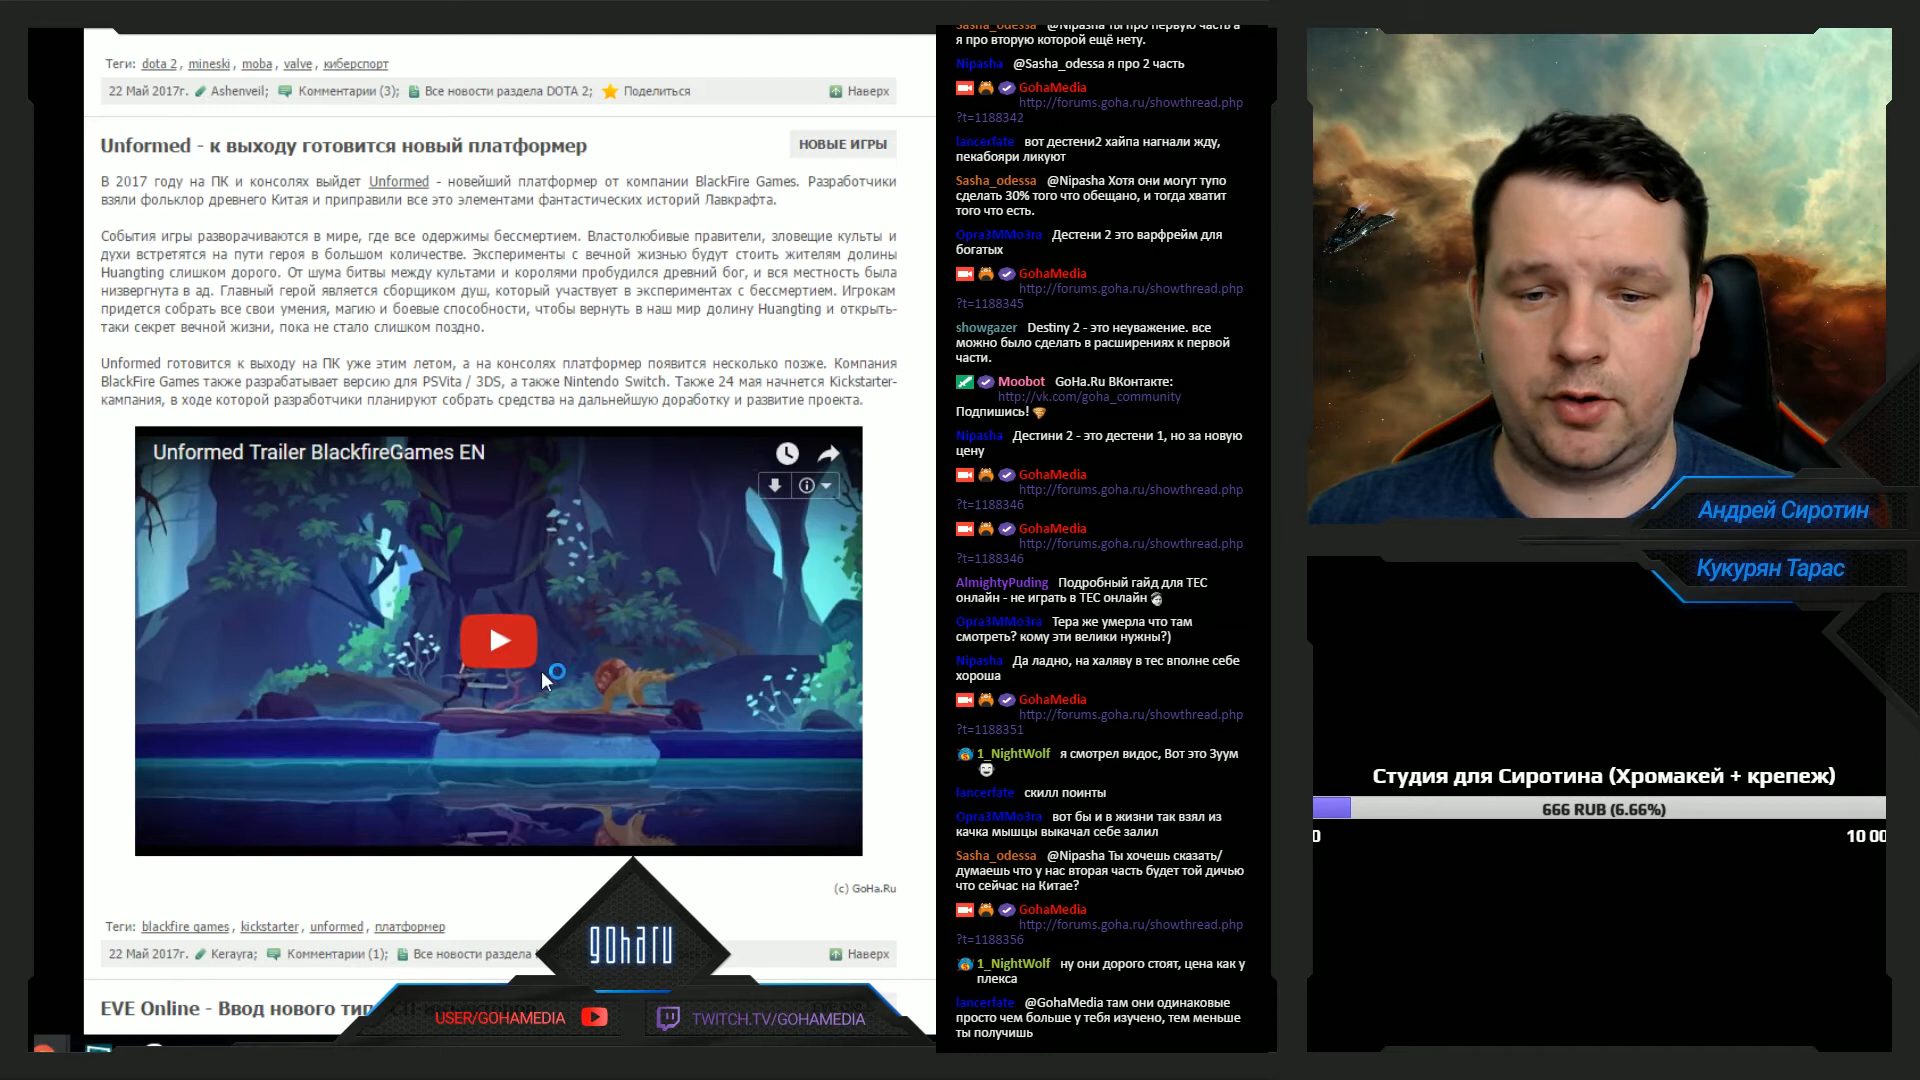 Теги: dota 2, mineski, moba, valve, киберспорт
22 Май 2017г. Ashenveil; Комментарии (3); Все новости раздела DOTA 2; Поделиться Наверх
Unformed - к выходу готовится новый платформер
НОВЫЕ ИГРЫ
В 2017 году на ПК и консолях выйдет Unformed - новейший платформер от компании BlackFire Games. Разработчики
взяли фольклор древнего Китая и приправили все это элементами фантастических историй Лавкрафта.
События игры разворачиваются в мире, где все одержимы бессмертием. Властолюбивые правители, зловещие культы и
духи встретятся на пути героя в большом количестве. Эксперименты с вечной жизнью будут стоить жителям долины
Huangting слишком дорого. От шума битвы между культами и королями пробудился древний бог, и вся местность была
низвергнута в ад. Главный герой является сборщиком душ, который участвует в экспериментах с бессмертием. Игрокам
придется собрать все свои умения, магию и боевые способности, чтобы вернуть в наш мир долину Huangting и открыть-
таки секрет вечной жизни, пока не стало слишком поздно.
Unformed готовится к выходу на ПК уже этим летом, а на консолях платформер появится несколько позже. Компания
BlackFire Games также разрабатывает версию для PSVita / 3DS, а также Nintendo Switch. Также 24 мая начнется Kickstarter-
кампания, в ходе которой разработчики планируют собрать средства на дальнейшую доработку и развитие проекта.
Unformed Trailer BlackfireGames EN
(c) GoHa.Ru
Теги: blackfire games, kickstarter, unformed, платформер
22 Май 2017г. Kerayra; Комментарии (1); Все новости раздела Наверх
EVE Online - Ввод нового
goharu
USER/GOHAMEDIA
TWITCH.TV/GOHAMEDIA
Sasha_odessa @Nipasha Ты про первую часть а
я про вторую которой ещё нету.
Nipasha @Sasha_odessa я про 2 часть
GohaMedia
http://forums.goha.ru/showthread.php
?t=1188342
lancerfate вот дестени2 хайпа нагнали жду,
пекабояри ликуют
Sasha_odessa @Nipasha Хотя они могут тупо
сделать 30% того что обещано, и тогда хватит
того что есть.
Opra3MMo3ra Дестени 2 это варфрейм для
богатых
GohaMedia
http://forums.goha.ru/showthread.php
?t=1188345
showgazer Destiny 2 - это неуважение. все
можно было сделать в расширениях к первой
части.
Moobot GoHa.Ru ВКонтакте:
http://vk.com/goha_community
Подпишись!
Nipasha Дестини 2 - это дестени 1, но за новую
цену
GohaMedia
http://forums.goha.ru/showthread.php
?t=1188346
GohaMedia
http://forums.goha.ru/showthread.php
?t=1188346
AlmightyPuding Подробный гайд для ТЕС
онлайн - не играть в ТЕС онлайн
Opra3MMo3ra Тера же умерла что там
смотреть? кому эти велики нужны?)
Nipasha Да ладно, на халяву в тес вполне себе
хороша
GohaMedia
http://forums.goha.ru/showthread.php
?t=1188351
1_NightWolf я смотрел видос, Вот это Зуум
lancerfate скилл поинты
Opra3MMo3ra вот бы и в жизни так взял из
качка мышцы выкачал себе залил
Sasha_odessa @Nipasha Ты хочешь сказать/
думаешь что у нас вторая часть будет той дичью
что сейчас на Китае?
GohaMedia
http://forums.goha.ru/showthread.php
?t=1188356
1_NightWolf ну они дорого стоят, цена как у
плекса
lancerfate @GohaMedia там они одинаковые
просто чем больше у тебя изучено, тем меньше
ты получишь
Андрей Сиротин
Кукурян Тарас
Студия для Сиротина (Хромакей + крепеж)
666 RUB (6.66%)
0
10 00